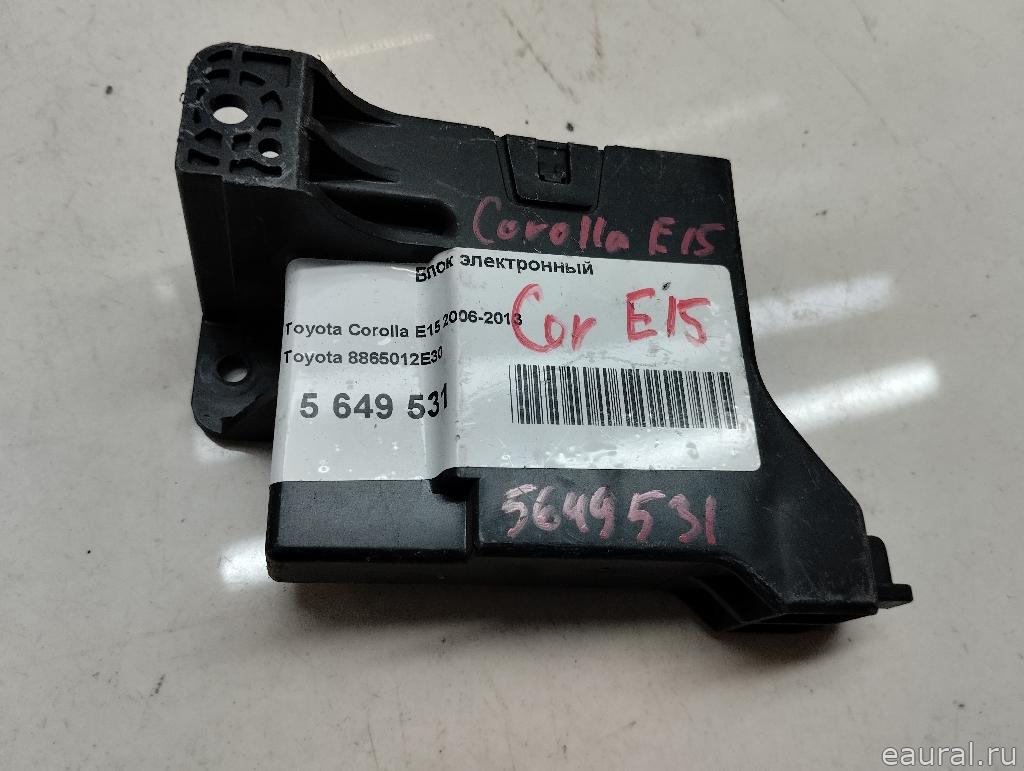 Corolla E15
Блок электронный
Toyota Corolla E15 2006-2013
Cor E15
Toyota 8865012E30
5 649 531
5649531
eaural.ru